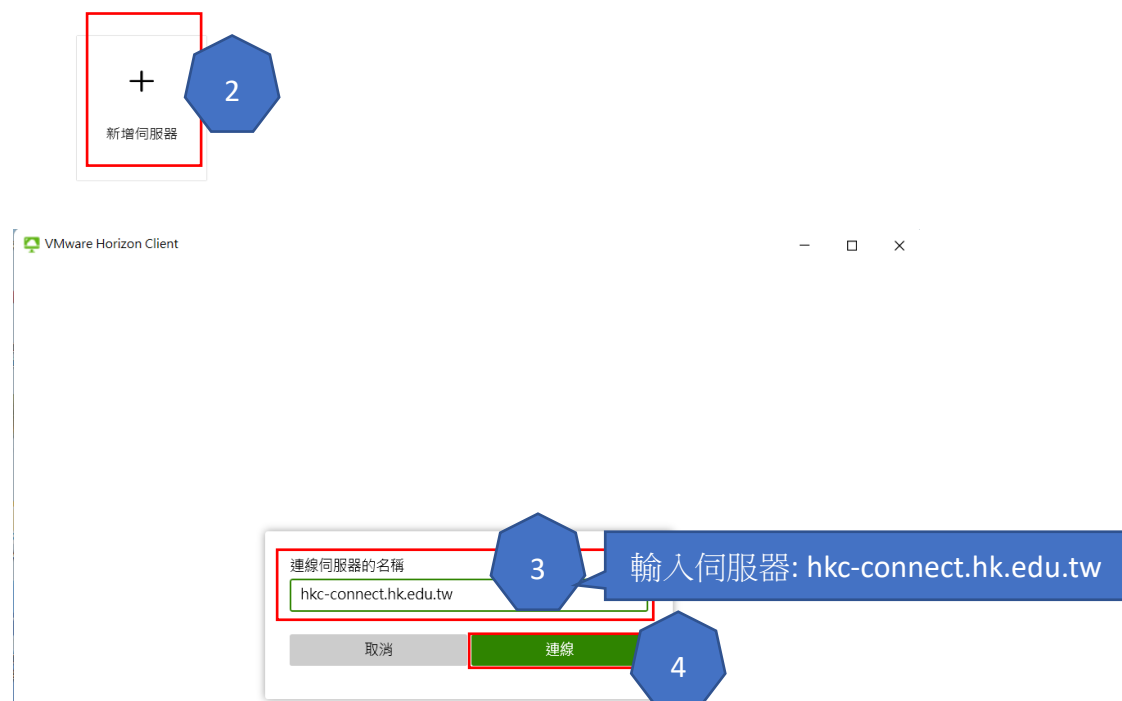 +
2
新增伺服器
VMware Horizon Client
連線伺服器的名稱
3
輸入伺服器: hkc-connect.hk.edu.tw
hkc-connect.hk.edu.tw
取消
連線
4